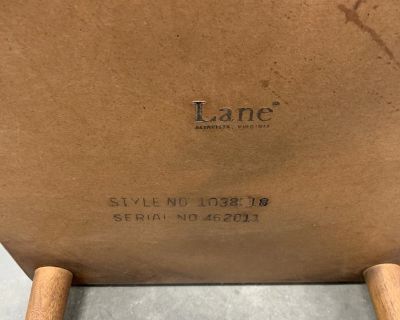 Lane®
ALTAVISTA, VIRGINIA
STYLE NO 1038 18
SERIAL NO 462011